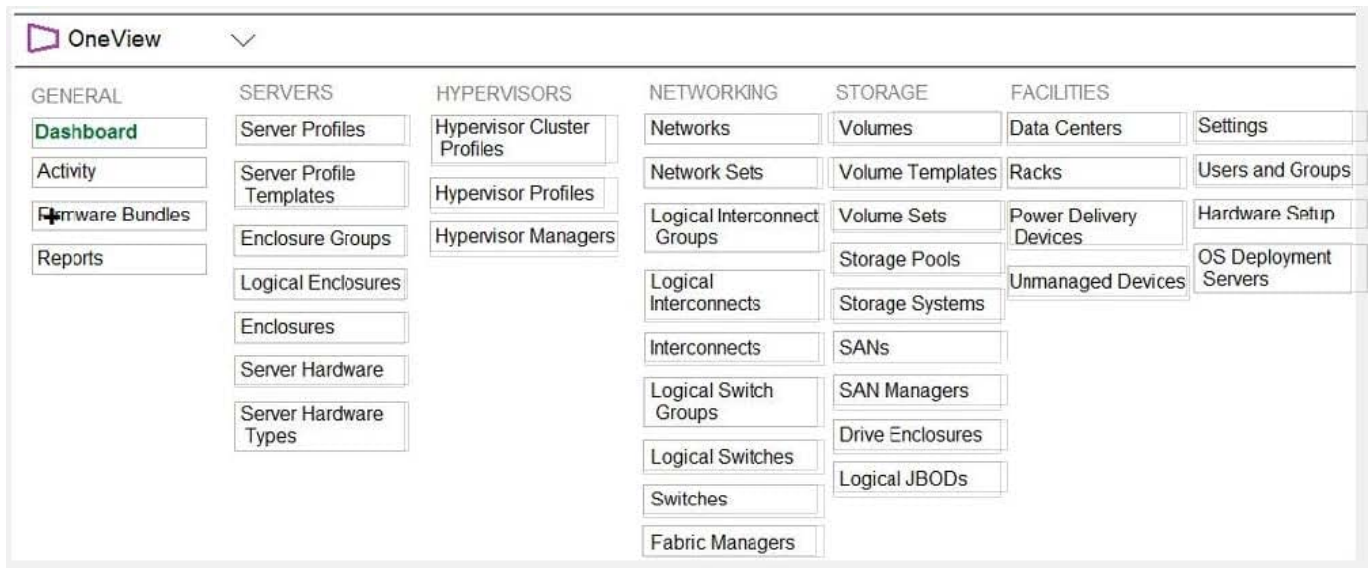 OneView
GENERAL
Dashboard
Activity
Firmware Bundles
Reports
SERVERS
Server Profiles
Server Profile
Templates
Enclosure Groups
Logical Enclosures
Enclosures
Server Hardware
Server Hardware
Types
HYPERVISORS
Hypervisor Cluster
Profiles
Hypervisor Profiles
Hypervisor Managers
NETWORKING
Networks
Network Sets
Logical Interconnect
Groups
Logical
Interconnects
Interconnects
Logical Switch
Groups
Logical Switches
Switches
Fabric Managers
STORAGE
Volumes
Volume Templates
Volume Sets
Storage Pools
Storage Systems
SANs
SAN Managers
Drive Enclosures
Logical JBODs
FACILITIES
Data Centers
Racks
Power Delivery
Devices
Unmanaged Devices
Settings
Users and Groups
Hardware Setup
OS Deployment
Servers